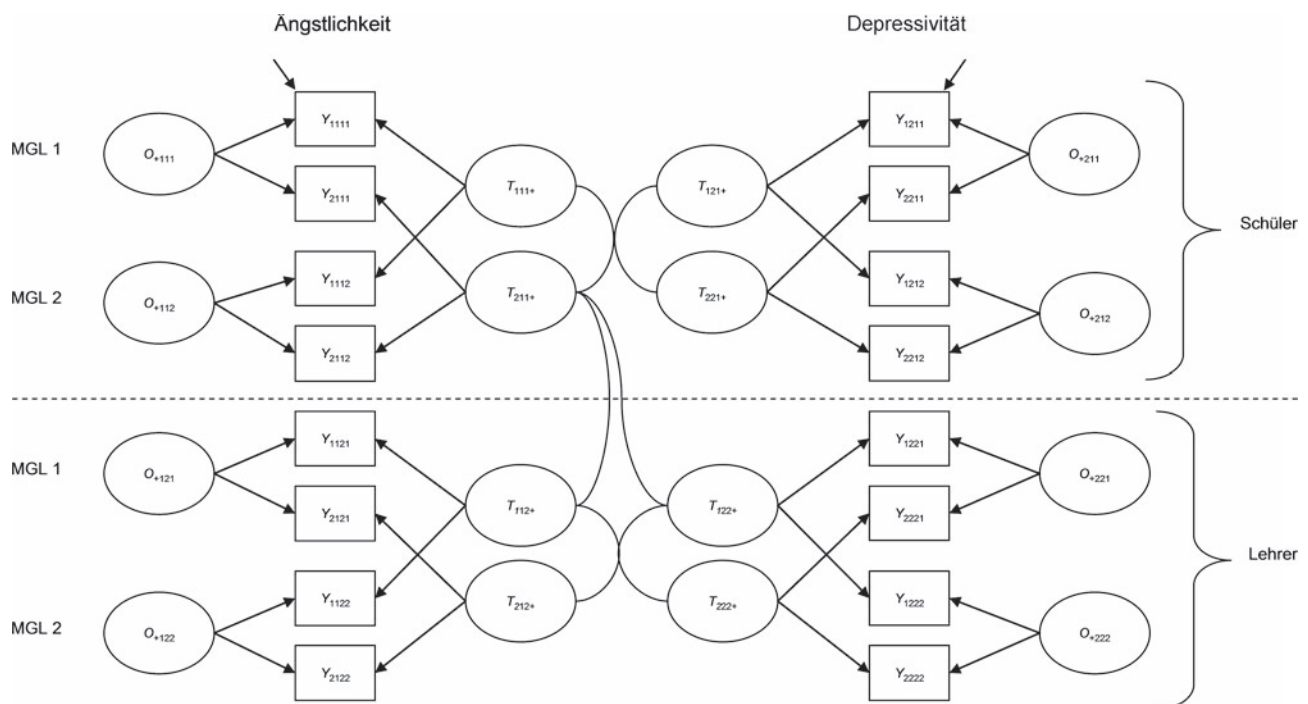 Ängstlichkeit Depressivität
Y1111 Y1211
MGL 1 O+111 O+211
T111+ T121+
Y2111 Y2211
Schüler
Y1112 Y1212
MGL 2 O+112 T211+ T221+ O+212
Y2112 Y2212
Y1121 Y1221
MGL 1 O+121 O+221
T112+ T122+
Y2121 Y2221
Lehrer
Y1122 Y1222
T212+ T222+
MGL 2 O+122 O+222
Y2122 Y2222